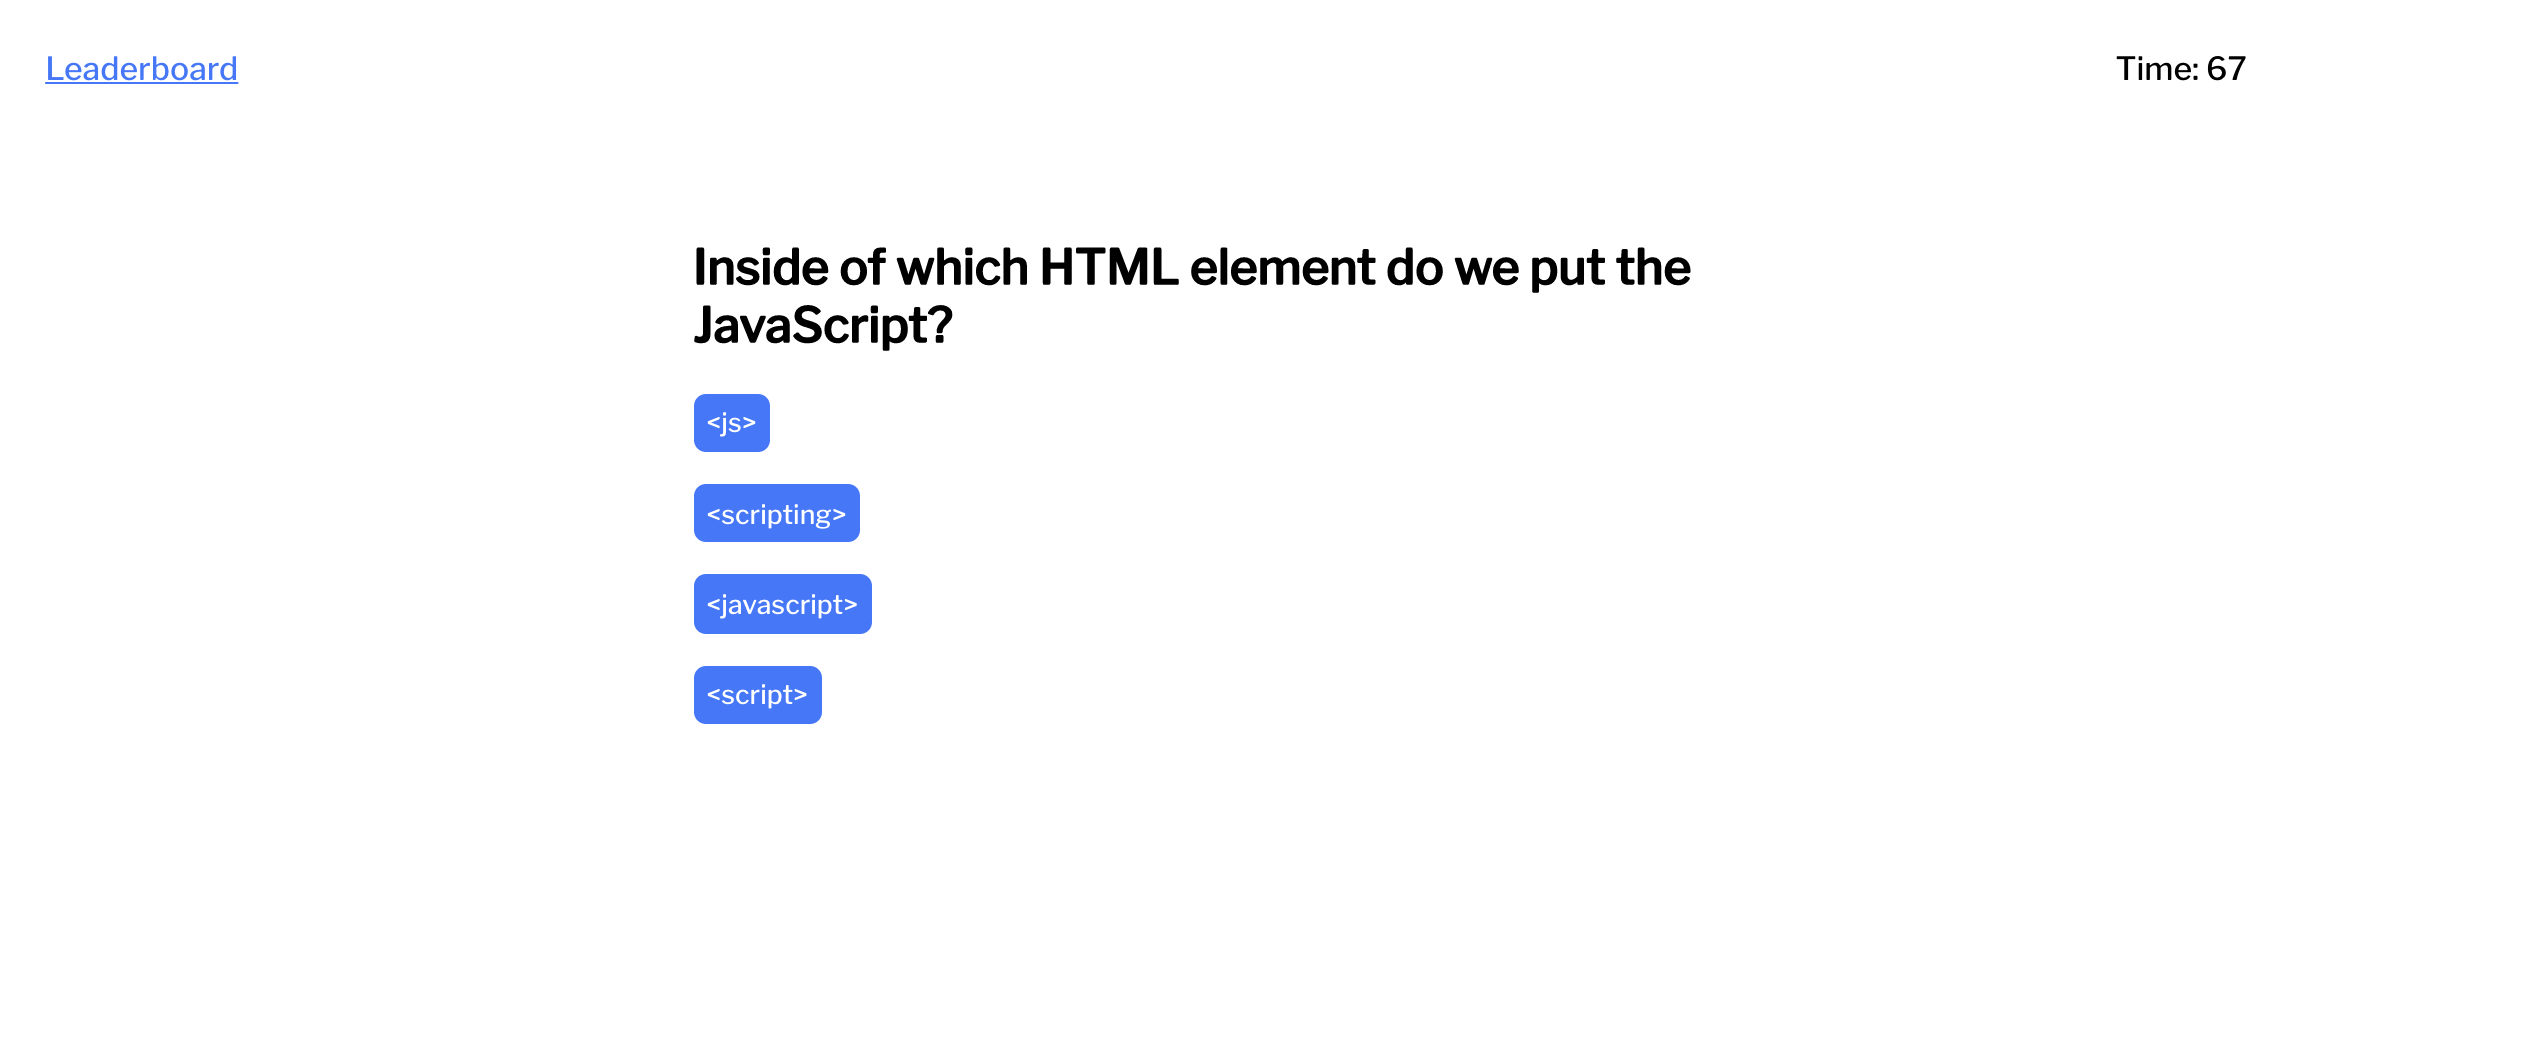 Leaderboard
Time: 67
Inside of which HTML element do we put the
JavaScript?
<js>
<scripting>
<javascript>
<script>